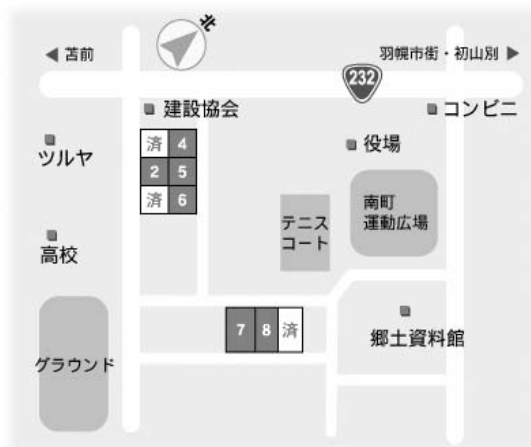 北
◀ 苫前
羽幌市街・初山別 ▶
232
建設協会
コンビニ
済 4
ツルヤ
2 5
役場
済 6
南町
運動広場
テニス
コート
高校
7 8 済
郷土資料館
グラウンド